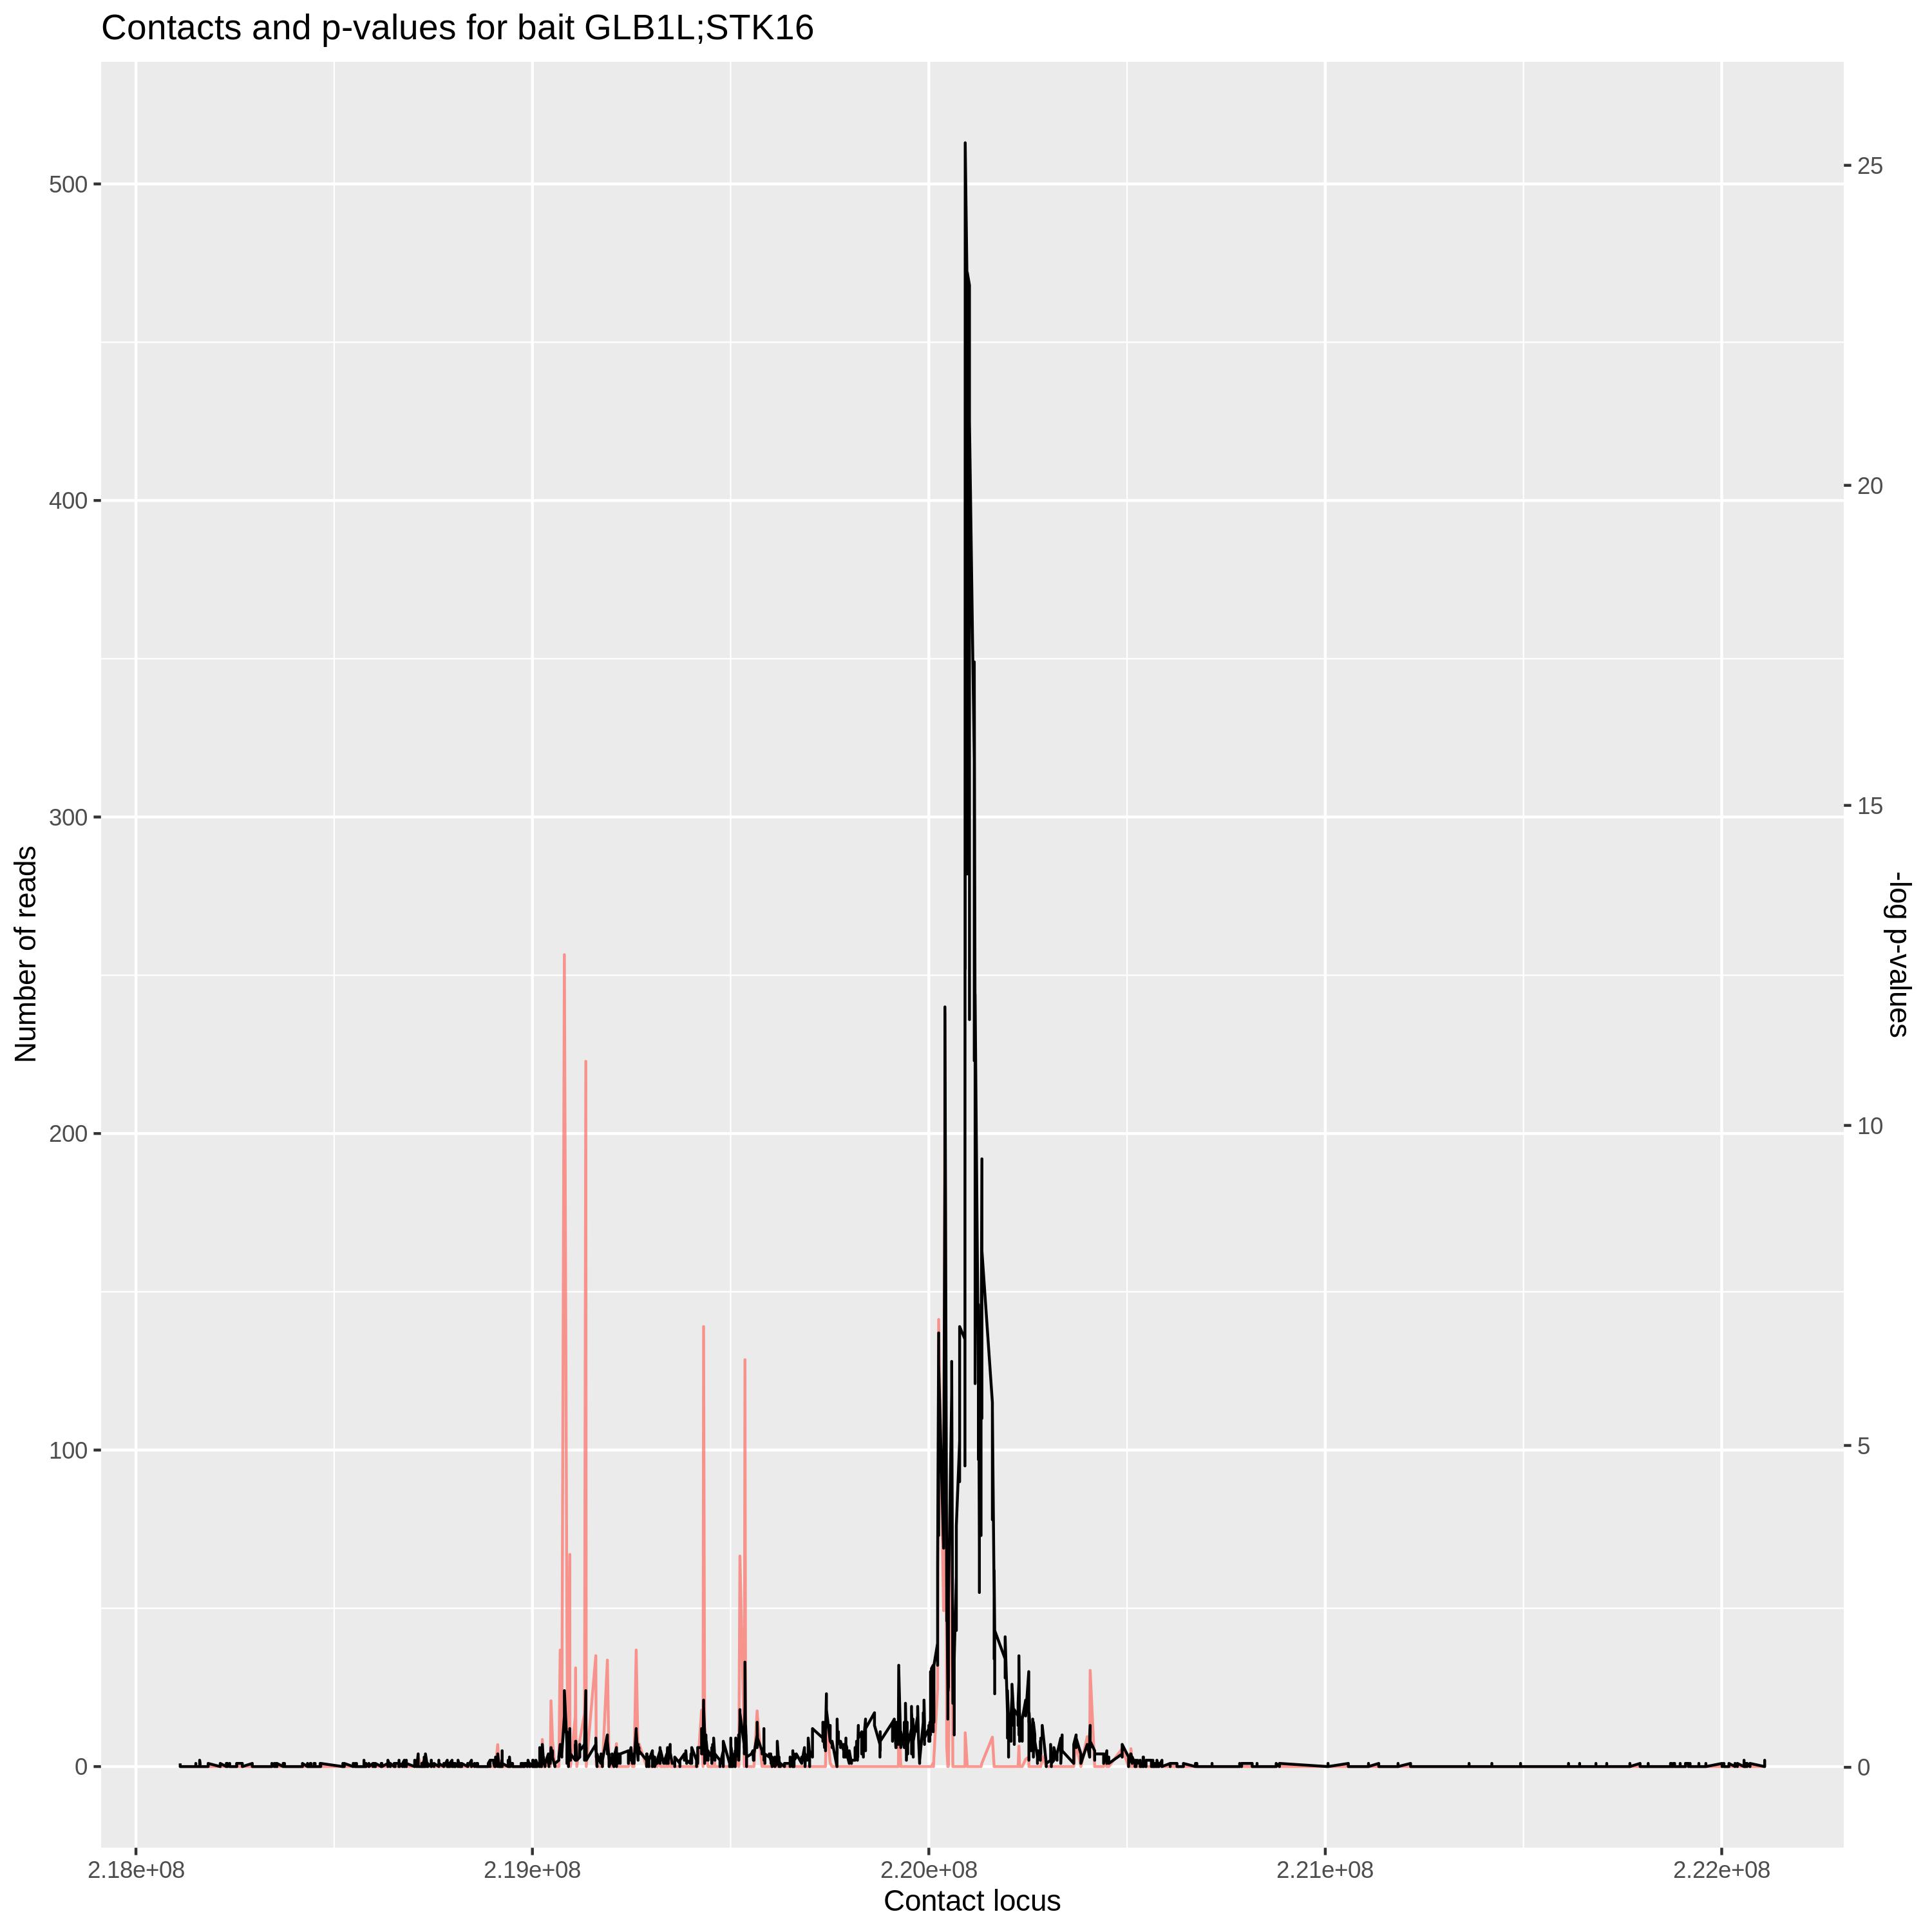 Contacts and p-values for bait GLB1L;STK16
500
400
300
200
100
0
Number of reads
25
20
15
10
5
0
-log p-values
2.18e+08
2.19e+08
2.20e+08
2.21e+08
2.22e+08
Contact locus